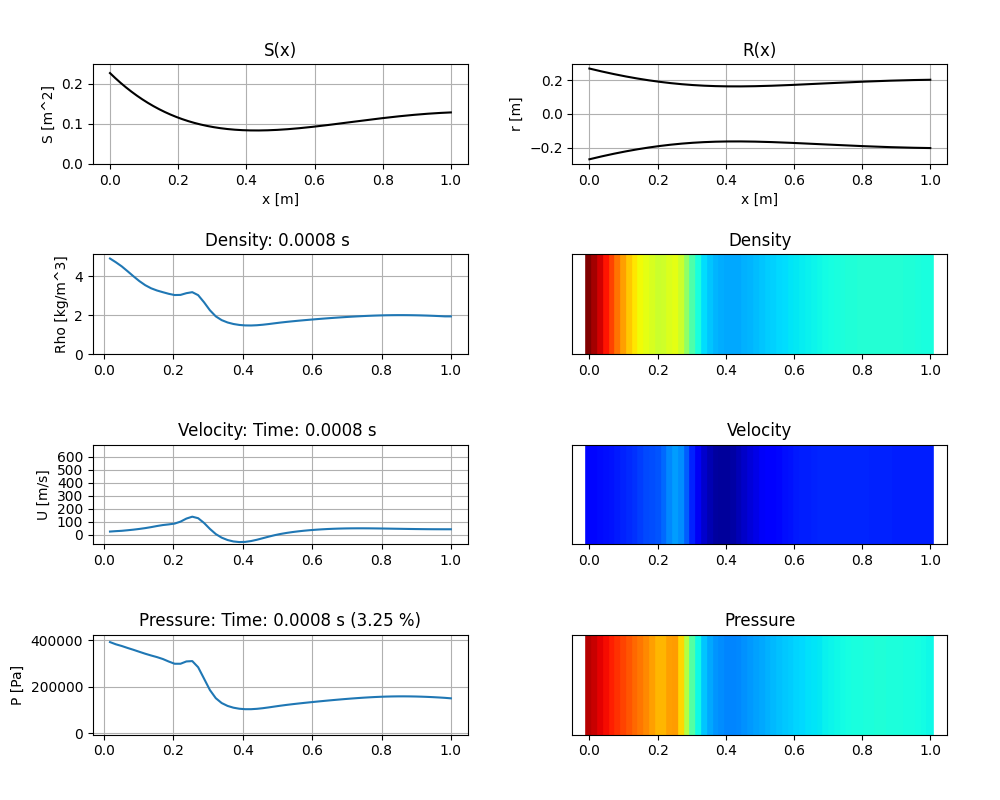 S(x)
S [m^2]
0.2
0.1
0.0
0.0 0.2 0.4 0.6 0.8 1.0
x [m]
R(x)
r [m]
0.2
0.0
−0.2
0.0 0.2 0.4 0.6 0.8 1.0
x [m]
Density: 0.0008 s
Rho [kg/m^3]
4
2
0
0.0 0.2 0.4 0.6 0.8 1.0
Density
0.0 0.2 0.4 0.6 0.8 1.0
Velocity: Time: 0.0008 s
U [m/s]
600
500
400
300
200
100
0
0.0 0.2 0.4 0.6 0.8 1.0
Velocity
0.0 0.2 0.4 0.6 0.8 1.0
Pressure: Time: 0.0008 s (3.25 %)
P [Pa]
400000
200000
0
0.0 0.2 0.4 0.6 0.8 1.0
Pressure
0.0 0.2 0.4 0.6 0.8 1.0